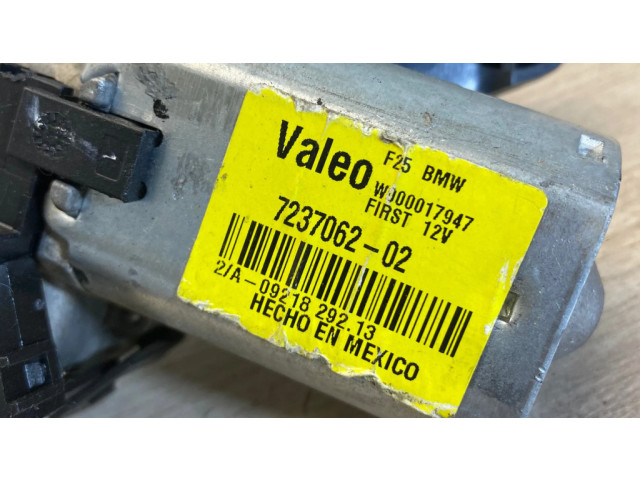 Valeo
F25 BMW
W000017947
FIRST 12V
7237062-02
2/A-09218 292.13
HECHO EN MEXICO